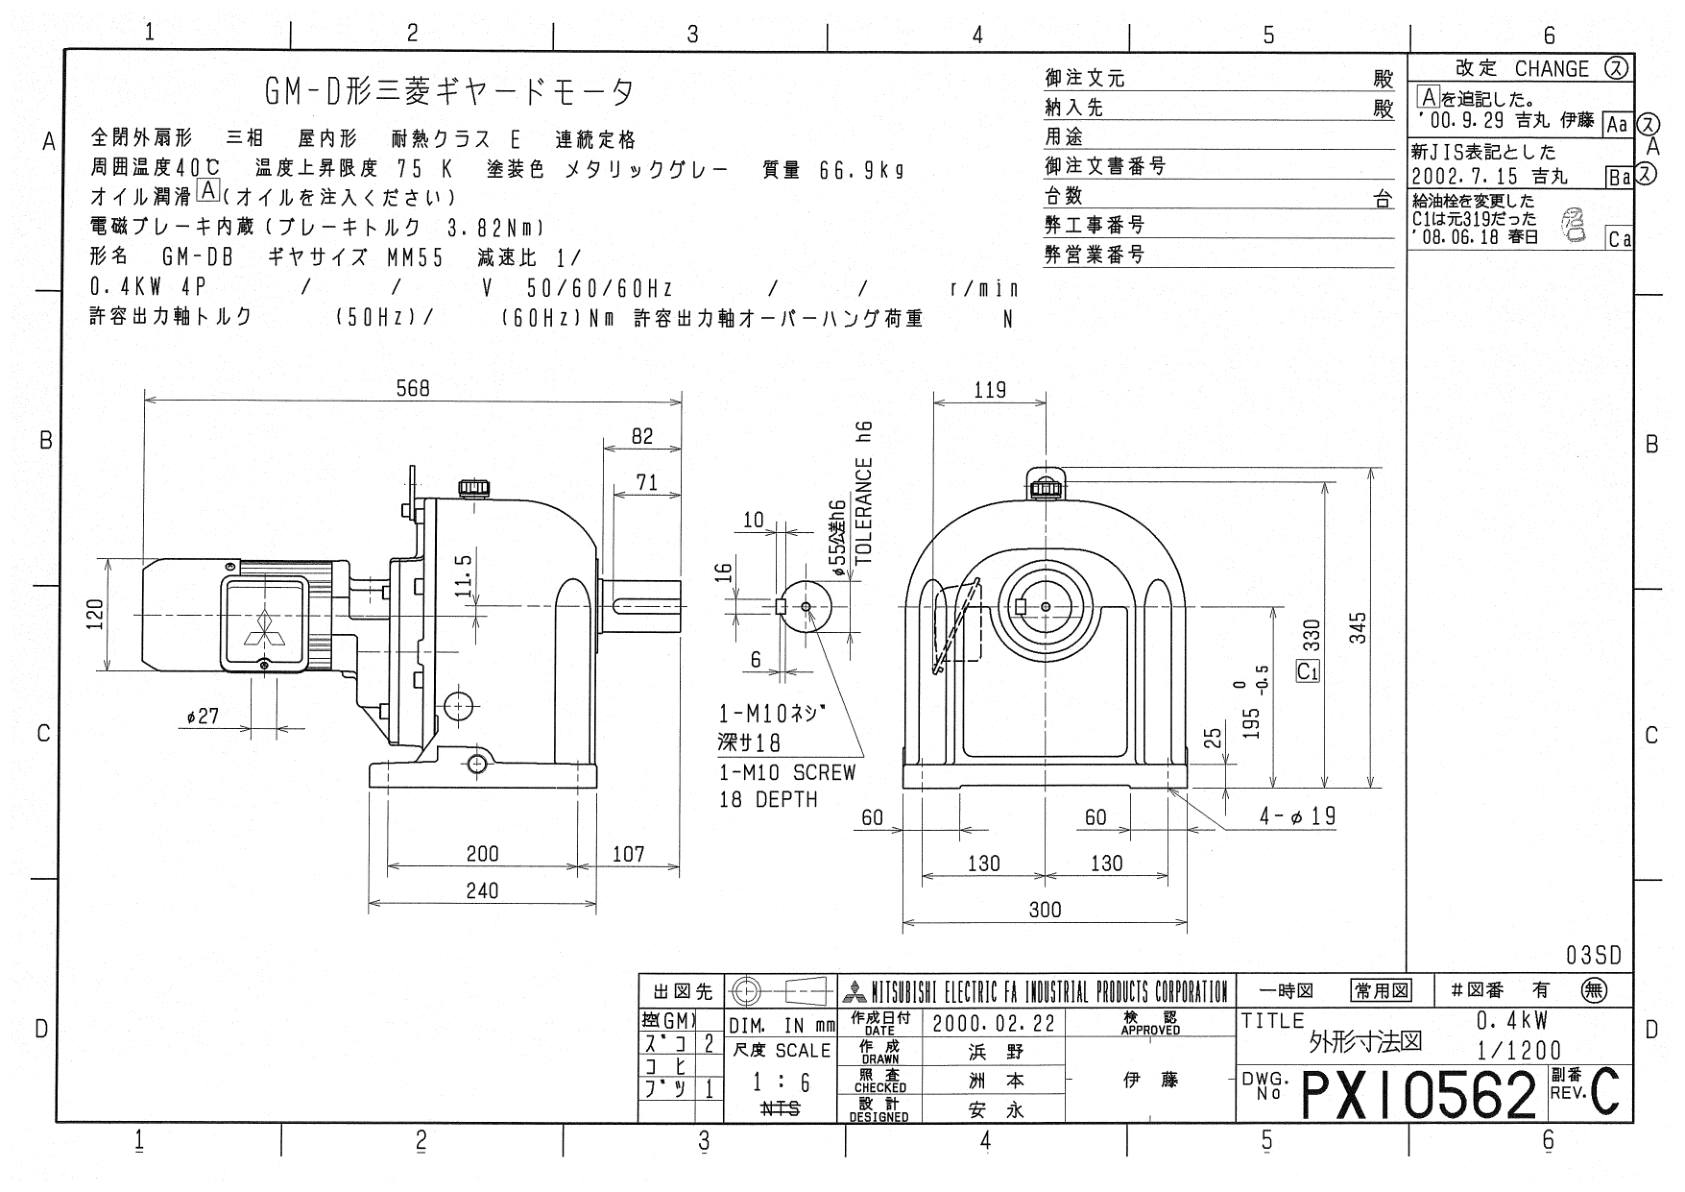 1 2 3 4 5 6
GM-D形三菱ギヤードモータ
全閉外扇形 三相 屋内形 耐熱クラス E 連続定格
周囲温度40℃ 温度上昇限度 75 K 塗装色 メタリックグレー 質量 66.9kg
オイル潤滑 A (オイルを注入ください)
電磁ブレーキ内蔵(ブレーキトルク 3.82Nm)
形名 GM-DB ギヤサイズ MM55 減速比 1/
0.4KW 4P / / V 50/60/60Hz / / r/min
許容出力軸トルク (50Hz)/ (60Hz)Nm 許容出力軸オーバーハング荷重 N
御注文元 殿
納入先 殿
用途
御注文書番号
台数 台
弊工事番号
弊営業番号
改定 CHANGE ス
Aを追記した。
'00.9.29 吉丸 伊藤 Aa ス
新JIS表記とした
2002.7.15 吉丸 Ba ス
給油栓を変更した
C1は元319だった
'08.06.18 春日 Ca
A A
B B
C C
D D
568
82
71
11.5
120
φ27
200 107
240
10
16
6
φ55公差h6
TOLERANCE h6
1-M10ネジ
深サ18
1-M10 SCREW
18 DEPTH
119
345
330
C1
195 0 -0.5
25
60 60
4-φ19
130 130
300
03SD
出図先
控(GM)
ズコ 2
コヒ
ブツ 1
DIM. IN mm
尺度 SCALE
1 : 6
NTS
MITSUBISHI ELECTRIC FA INDUSTRIAL PRODUCTS CORPORATION
作成日付 DATE 2000.02.22
検認 APPROVED
作成 DRAWN 浜野
照査 CHECKED 洲本
伊藤
設計 DESIGNED 安永
一時図 常用図 #図番 有 無
TITLE 0.4kW
外形寸法図 1/1200
DWG. No PX10562 副番 REV. C
1 2 3 4 5 6